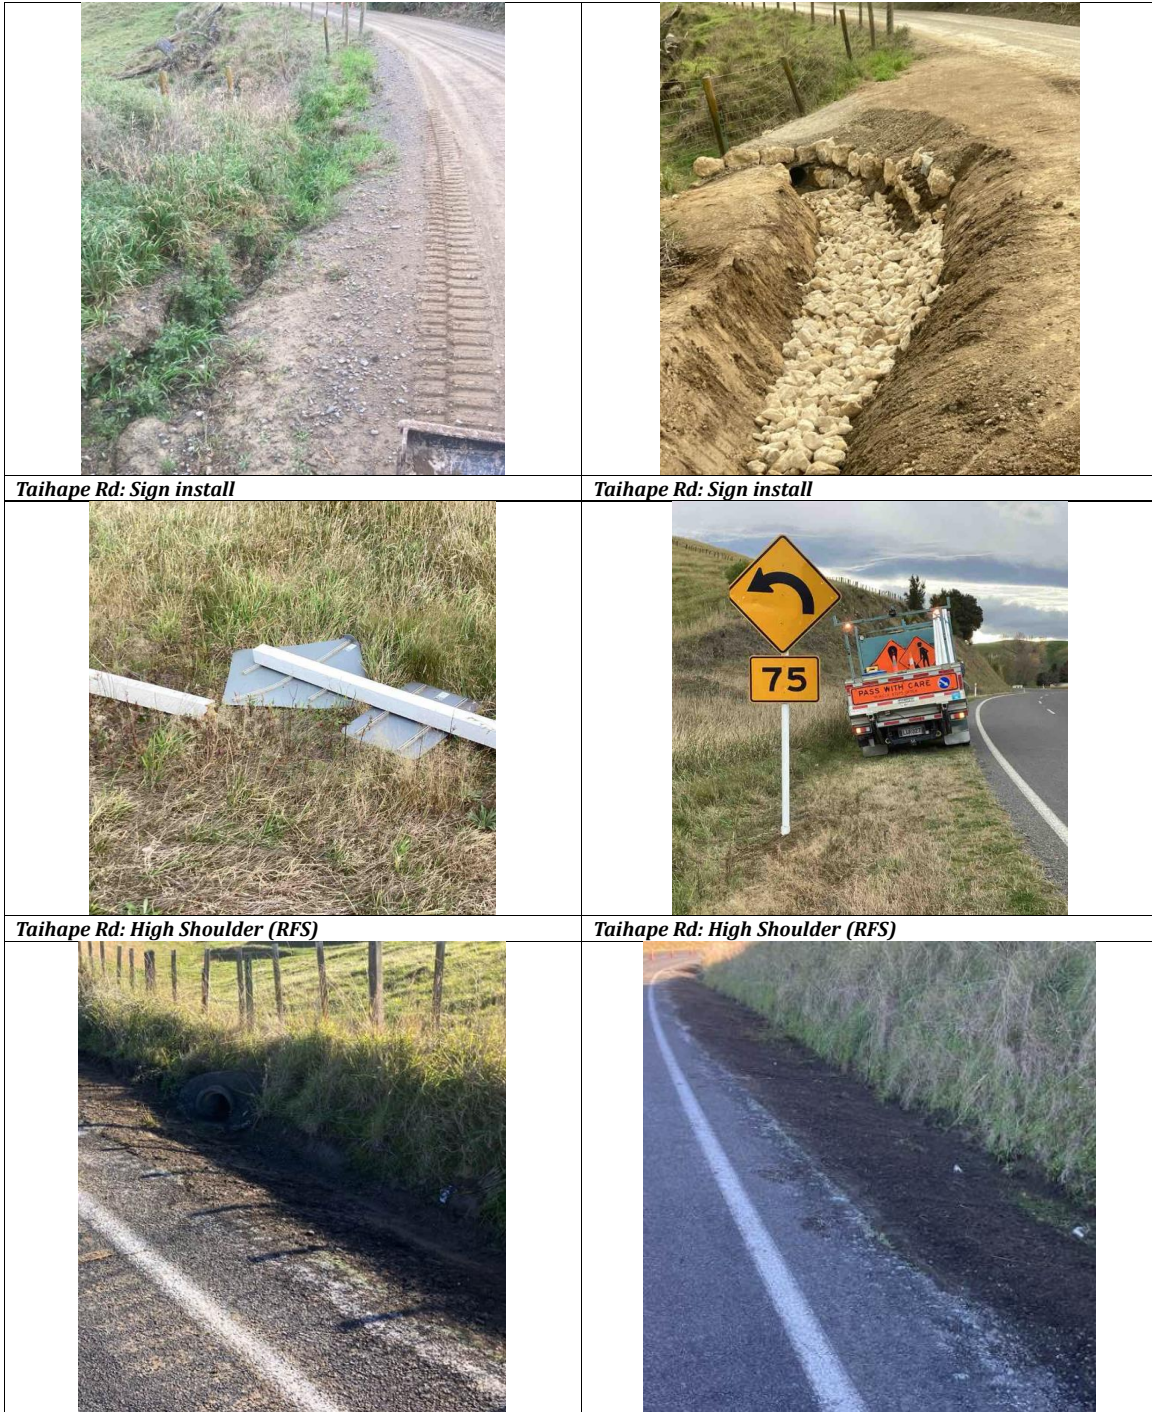 Taihape Rd: Sign install
Taihape Rd: Sign install
75
PASS WITH CARE
Taihape Rd: High Shoulder (RFS)
Taihape Rd: High Shoulder (RFS)